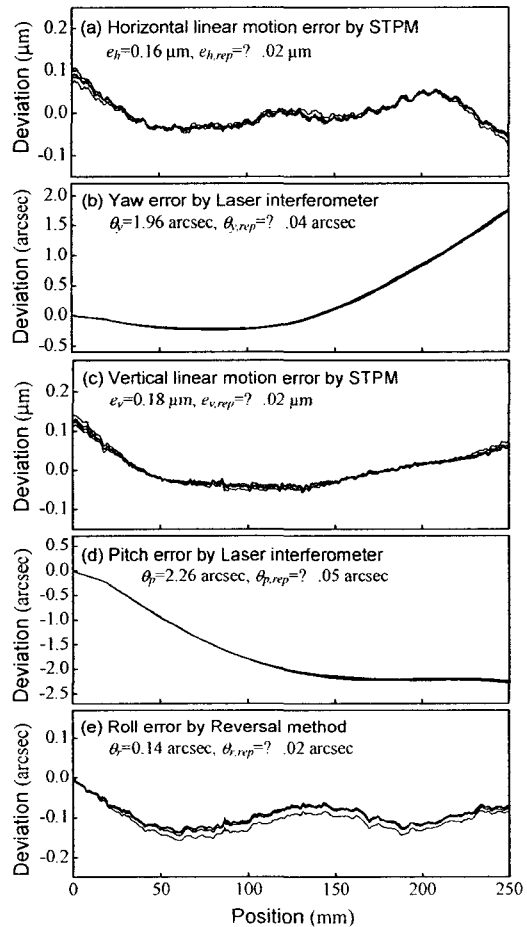 (a) Horizontal linear motion error by STPM
eh=0.16 μm, eh,rep=? .02 μm
Deviation (μm)
0.1
0.0
-0.1
(b) Yaw error by Laser interferometer
θy=1.96 arcsec, θy,rep=? .04 arcsec
Deviation (arcsec)
2.0
1.5
1.0
0.5
0.0
-0.5
(c) Vertical linear motion error by STPM
ev=0.18 μm, ev,rep=? .02 μm
Deviation (μm)
0.2
0.1
0.0
-0.1
(d) Pitch error by Laser interferometer
θp=2.26 arcsec, θp,rep=? .05 arcsec
Deviation (arcsec)
0.5
0.0
-0.5
-1.0
-1.5
-2.0
-2.5
(e) Roll error by Reversal method
θr=0.14 arcsec, θr,rep=? .02 arcsec
Deviation (arcsec)
0.1
0.0
-0.1
-0.2
0 50 100 150 200 250
Position (mm)